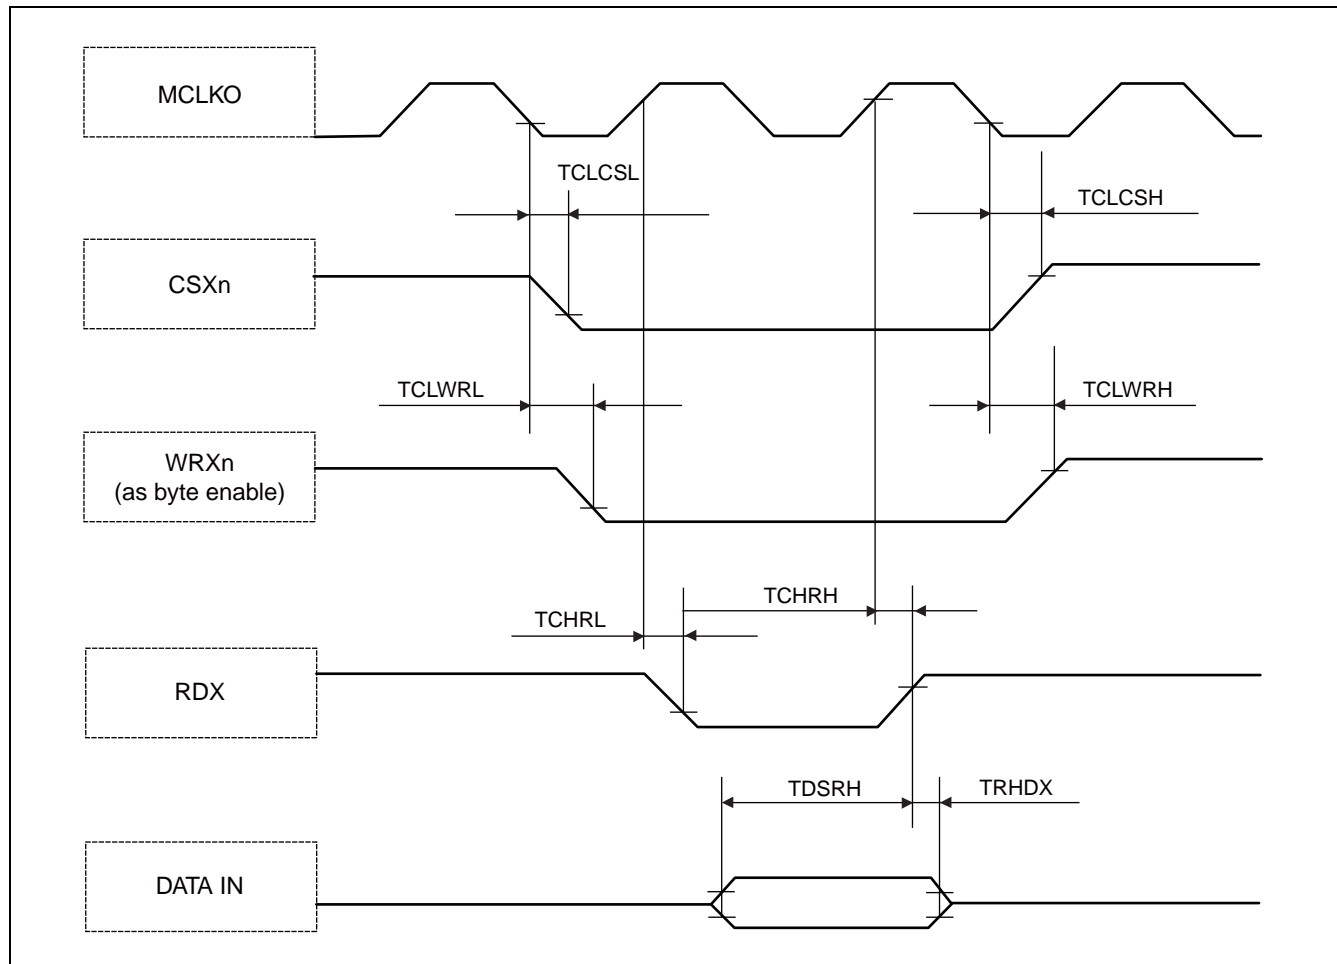 MCLKO
TCLCSL
TCLCSH
CSXn
TCLWRL
TCLWRH
WRXn
(as byte enable)
TCHRH
TCHRL
RDX
TDSRH
TRHDX
DATA IN